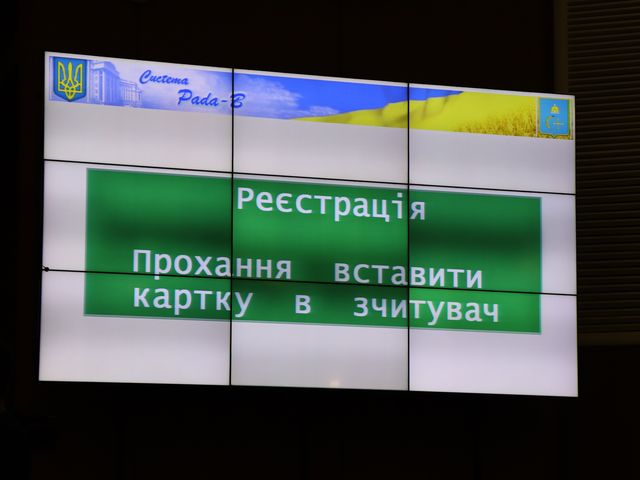 Система
Рада-В
Реєстрація
Прохання вставити
картку в зчитувач